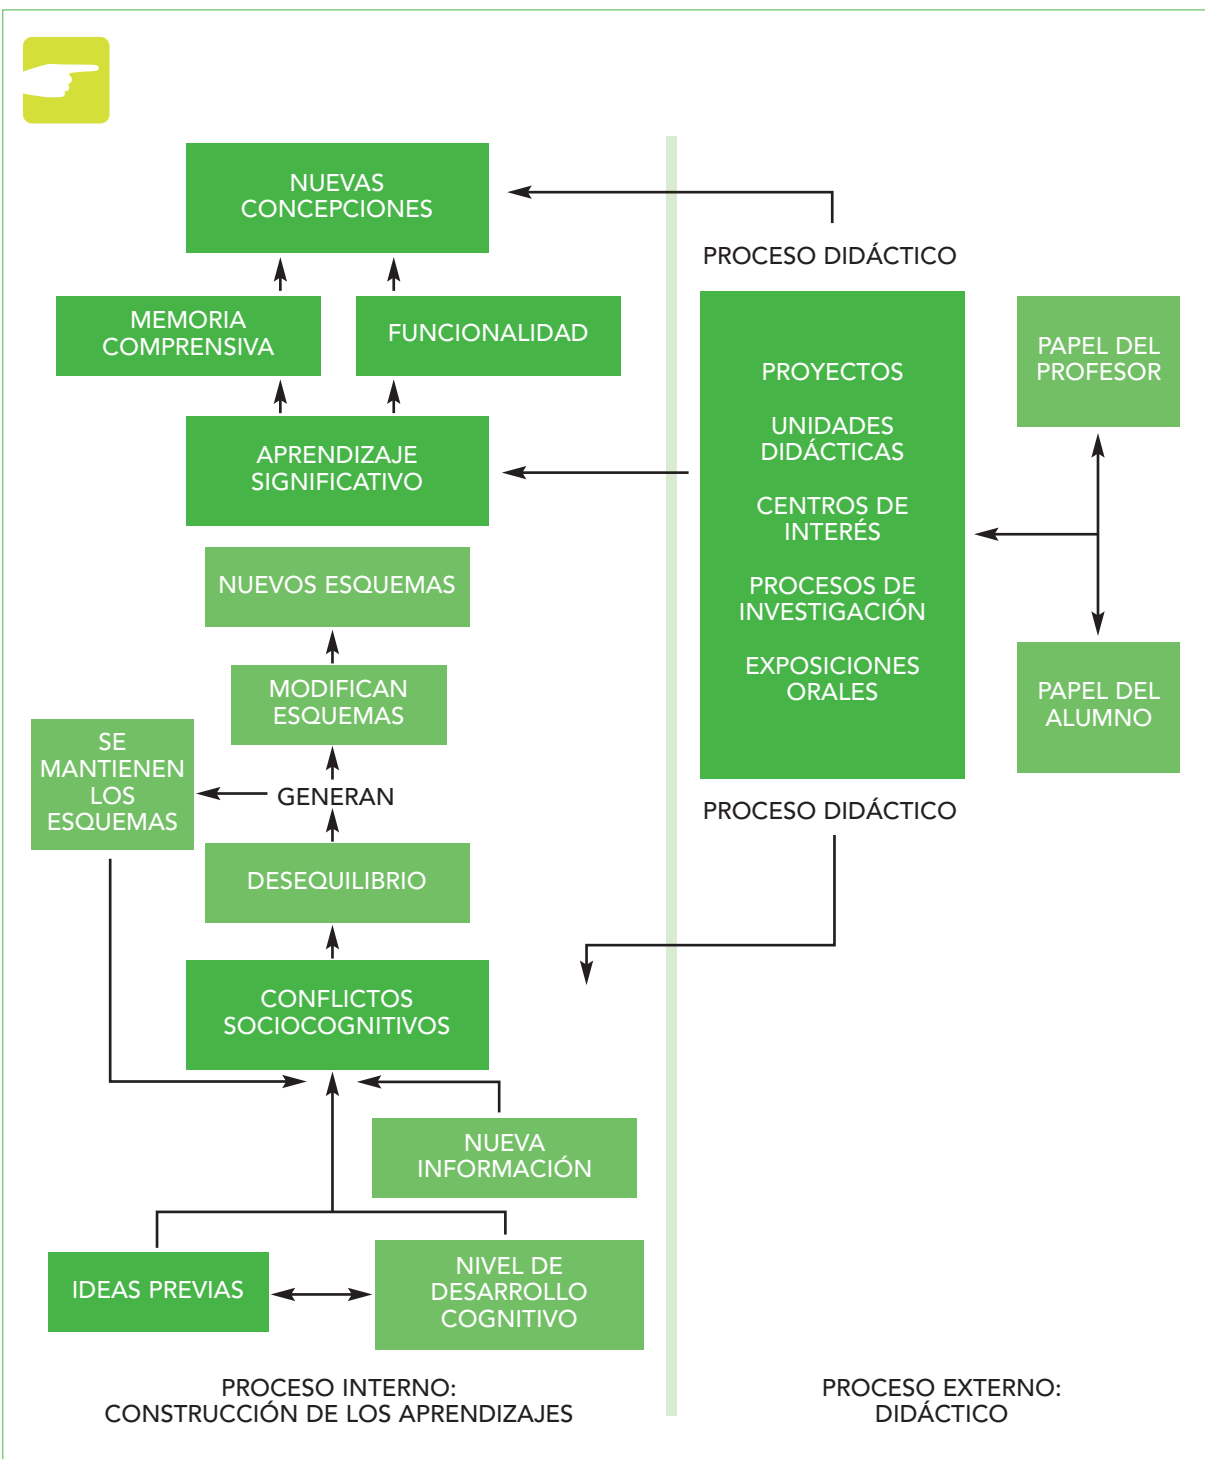 NUEVAS
CONCEPCIONES
MEMORIA
COMPRENSIVA
FUNCIONALIDAD
APRENDIZAJE
SIGNIFICATIVO
NUEVOS ESQUEMAS
MODIFICAN
ESQUEMAS
SE
MANTIENEN
LOS
ESQUEMAS
GENERAN
DESEQUILIBRIO
CONFLICTOS
SOCIOCOGNITIVOS
NUEVA
INFORMACIÓN
IDEAS PREVIAS
NIVEL DE
DESARROLLO
COGNITIVO
PROCESO INTERNO:
CONSTRUCCIÓN DE LOS APRENDIZAJES
PROCESO DIDÁCTICO
PROYECTOS
UNIDADES
DIDÁCTICAS
CENTROS DE
INTERÉS
PROCESOS DE
INVESTIGACIÓN
EXPOSICIONES
ORALES
PROCESO DIDÁCTICO
PAPEL DEL
PROFESOR
PAPEL DEL
ALUMNO
PROCESO EXTERNO:
DIDÁCTICO